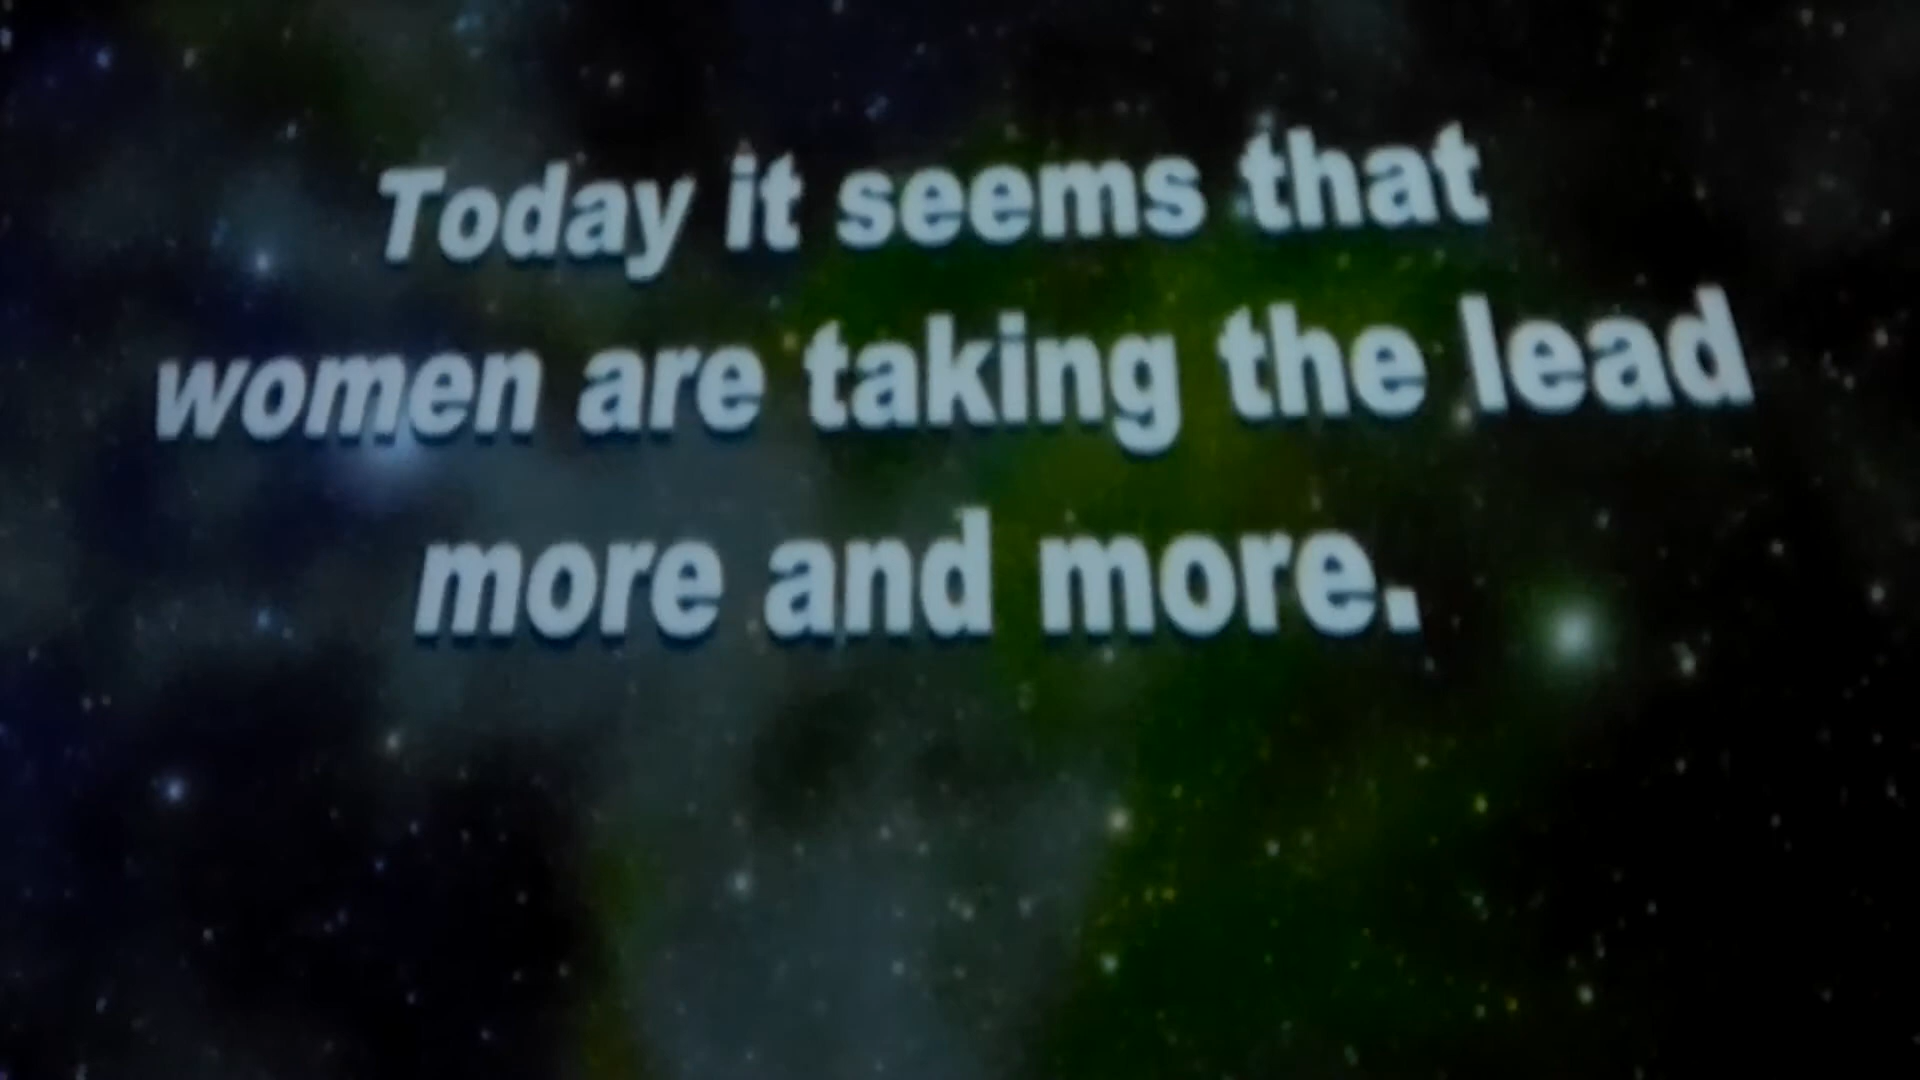 Today it seems that
women are taking the lead
more and more.